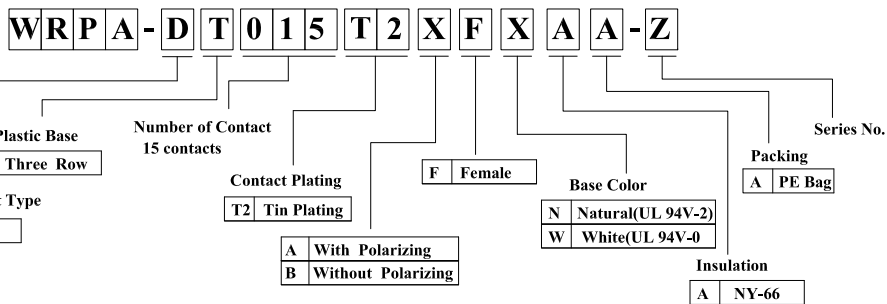 WRPA-DT015T2XFXAA-Z
Plastic Base
Three Row
Type
Number of Contact
15 contacts
Contact Plating
T2 Tin Plating
A With Polarizing
B Without Polarizing
F Female
Base Color
N Natural(UL 94V-2)
W White(UL 94V-0
Insulation
A NY-66
Packing
A PE Bag
Series No.